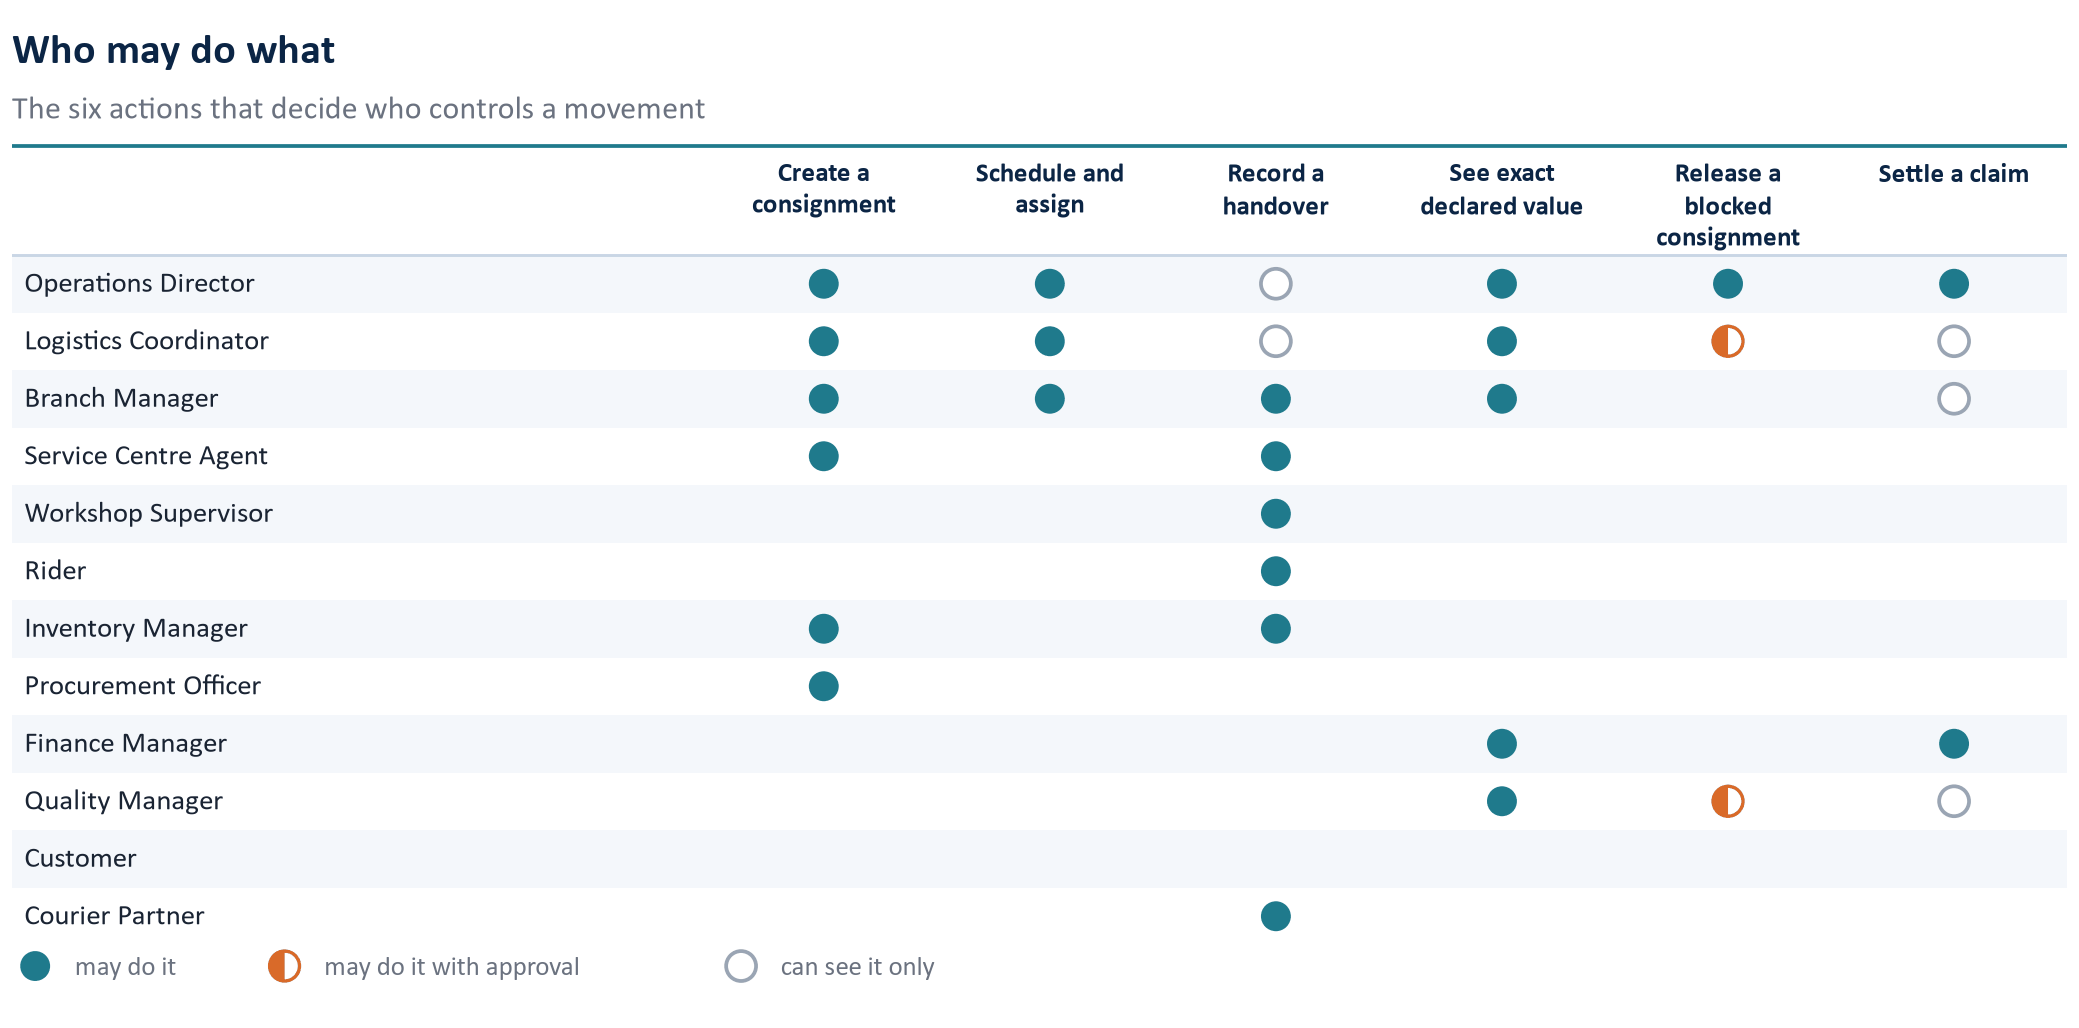 Who may do what
The six actions that decide who controls a movement
Create a consignment
Schedule and assign
Record a handover
See exact declared value
Release a blocked consignment
Settle a claim
Operations Director
Logistics Coordinator
Branch Manager
Service Centre Agent
Workshop Supervisor
Rider
Inventory Manager
Procurement Officer
Finance Manager
Quality Manager
Customer
Courier Partner
may do it
may do it with approval
can see it only